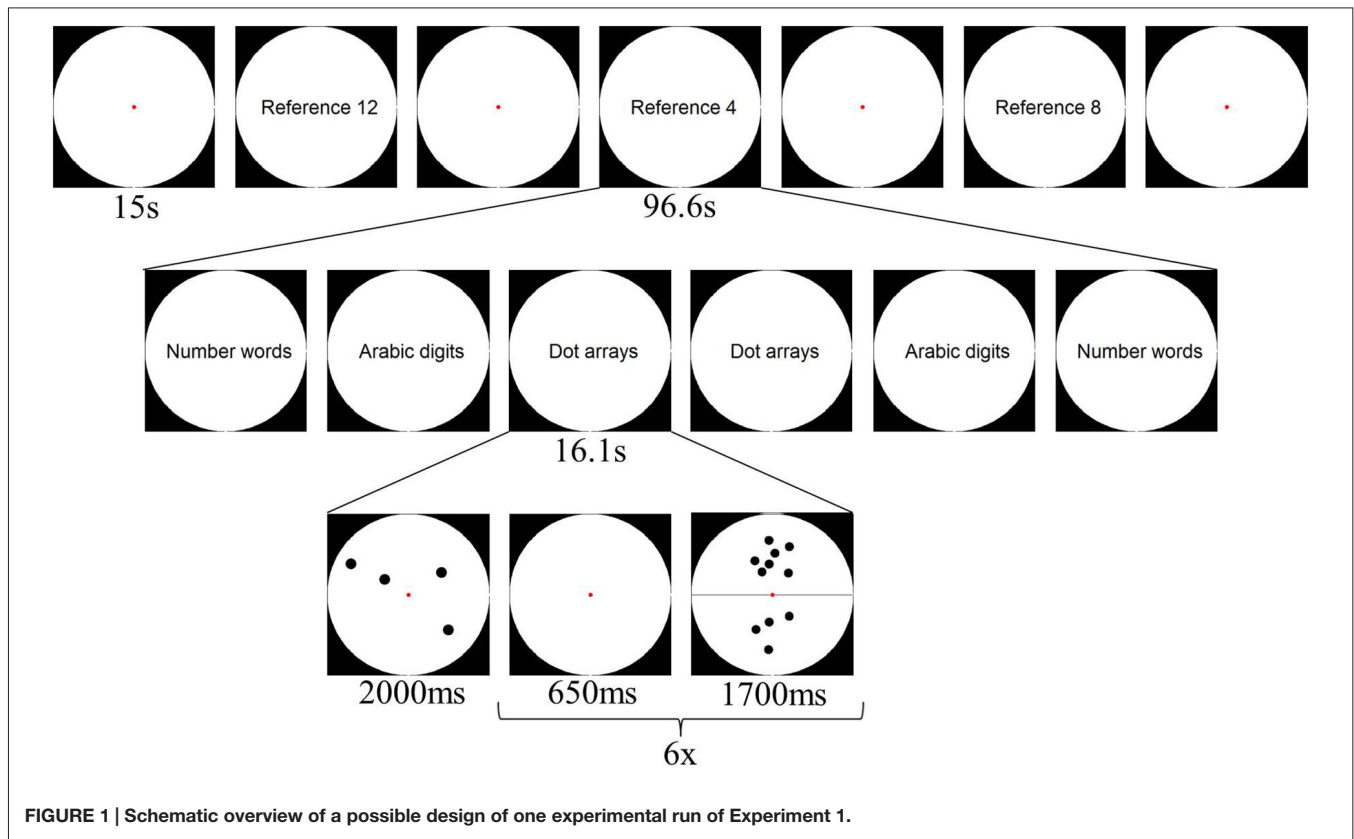 Reference 12 Reference 4 Reference 8
15s 96.6s
Number words Arabic digits Dot arrays Dot arrays Arabic digits Number words
16.1s
2000ms 650ms 1700ms
6x
FIGURE 1 | Schematic overview of a possible design of one experimental run of Experiment 1.